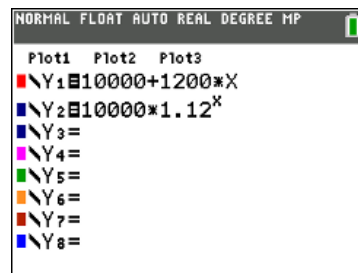 NORMAL FLOAT AUTO REAL DEGREE MP
Plot1 Plot2 Plot3
\Y₁=10000+1200*X
\Y₂=10000*1.12ˣ
\Y₃=
\Y₄=
\Y₅=
\Y₆=
\Y₇=
\Y₈=